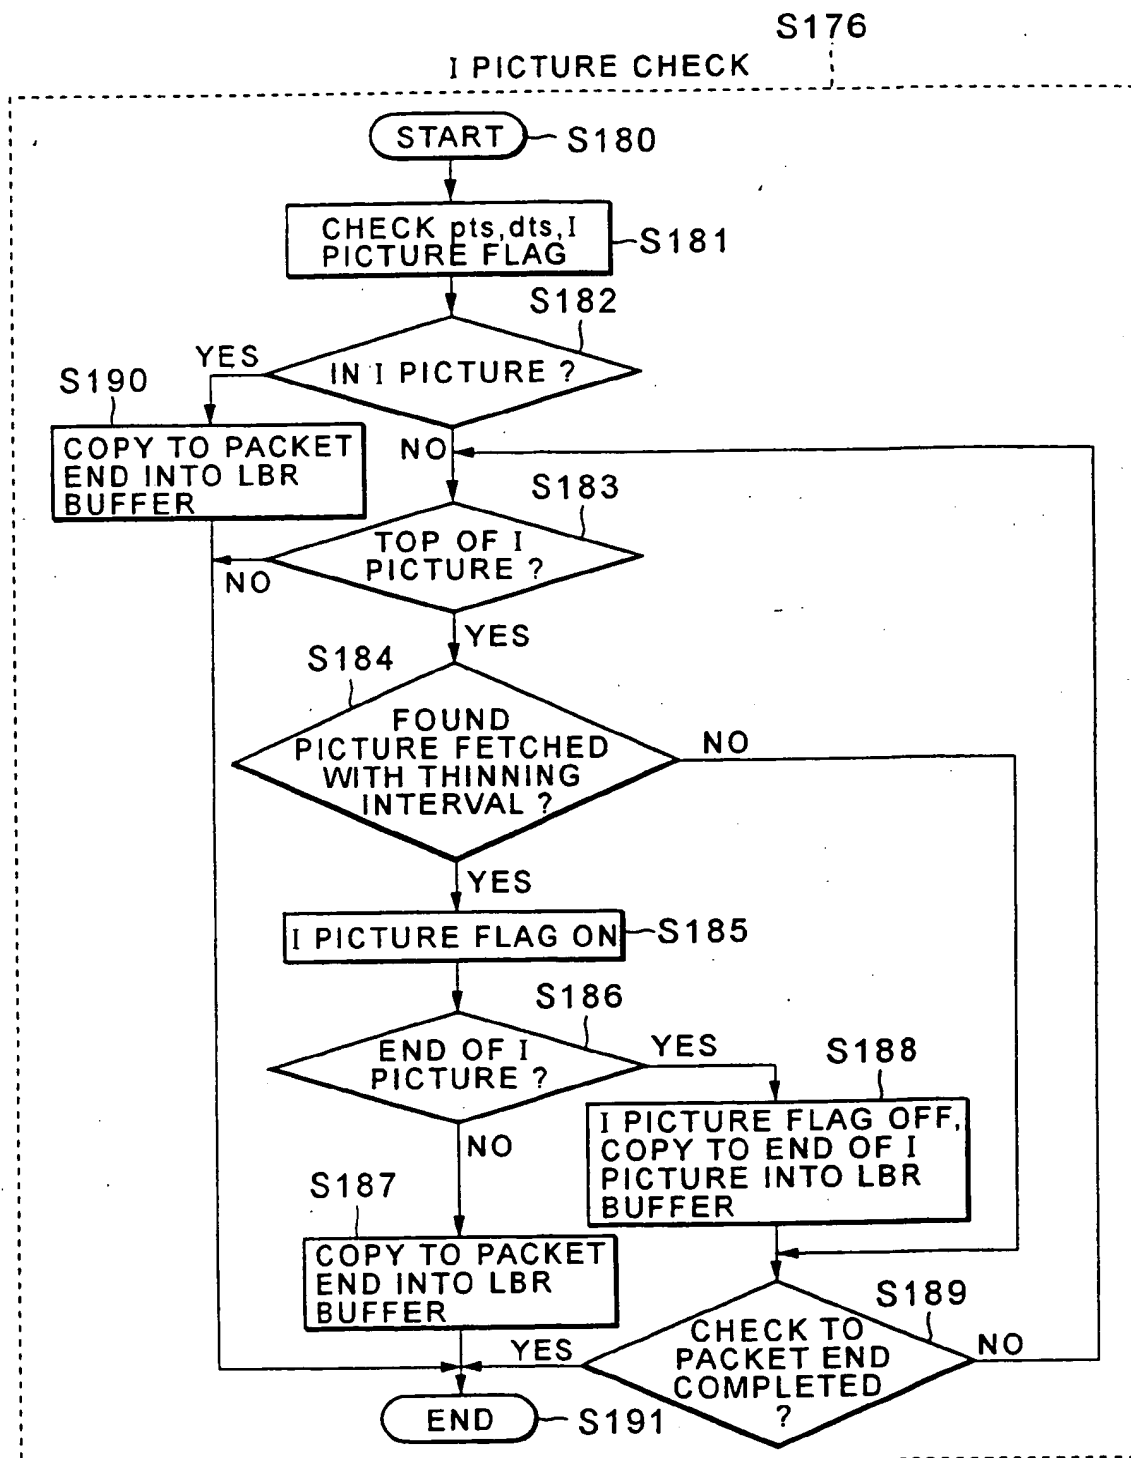 S176
I PICTURE CHECK
START
S180
CHECK pts,dts,I
PICTURE FLAG
S181
S182
IN I PICTURE ?
YES
S190
COPY TO PACKET
END INTO LBR
BUFFER
NO
S183
TOP OF I
PICTURE ?
NO
YES
S184
FOUND
PICTURE FETCHED
WITH THINNING
INTERVAL ?
NO
YES
I PICTURE FLAG ON
S185
S186
END OF I
PICTURE ?
YES
S188
I PICTURE FLAG OFF,
COPY TO END OF I
PICTURE INTO LBR
BUFFER
NO
S187
COPY TO PACKET
END INTO LBR
BUFFER
S189
CHECK TO
PACKET END
COMPLETED
?
YES
NO
END
S191